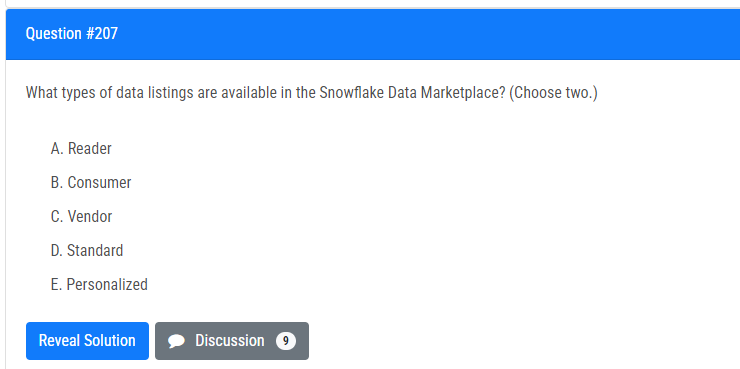 Question #207
What types of data listings are available in the Snowflake Data Marketplace? (Choose two.)
A. Reader
B. Consumer
C. Vendor
D. Standard
E. Personalized
Reveal Solution Discussion 9